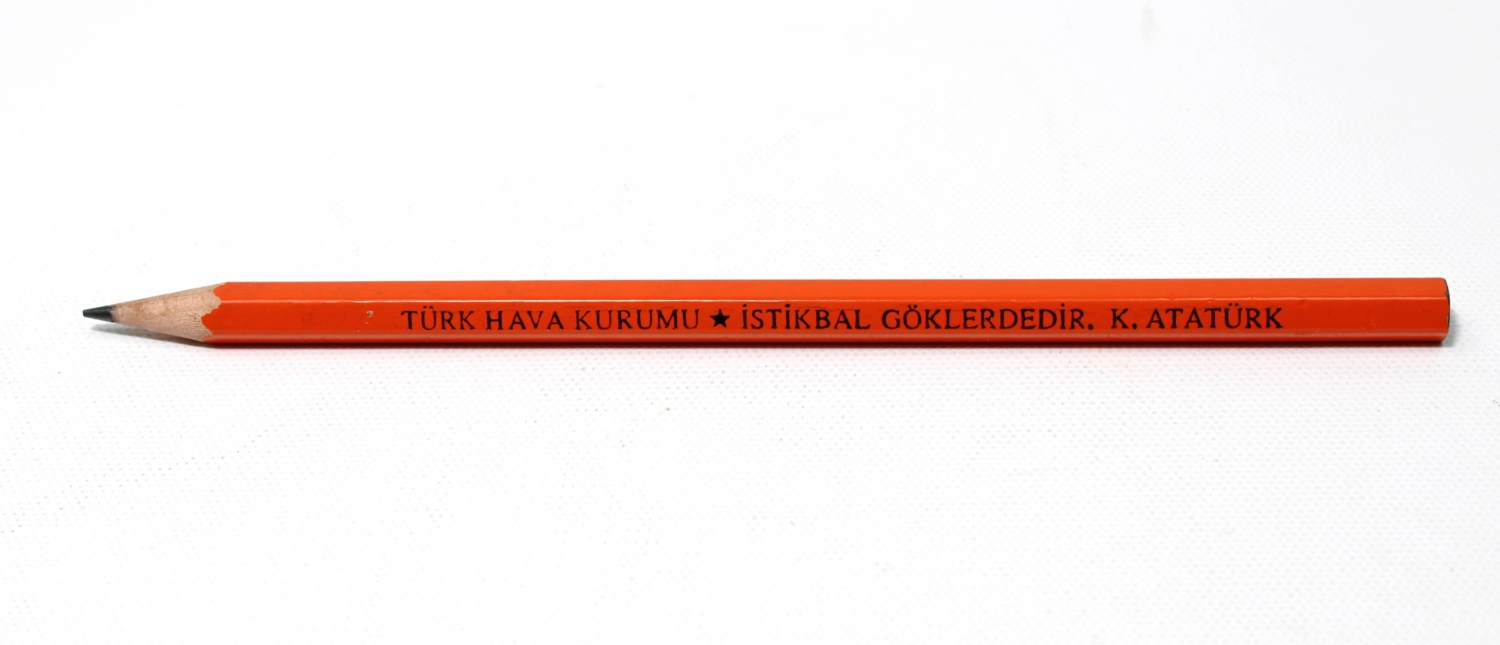 TÜRK HAVA KURUMU ★ İSTİKBAL GÖKLERDEDİR. K. ATATÜRK